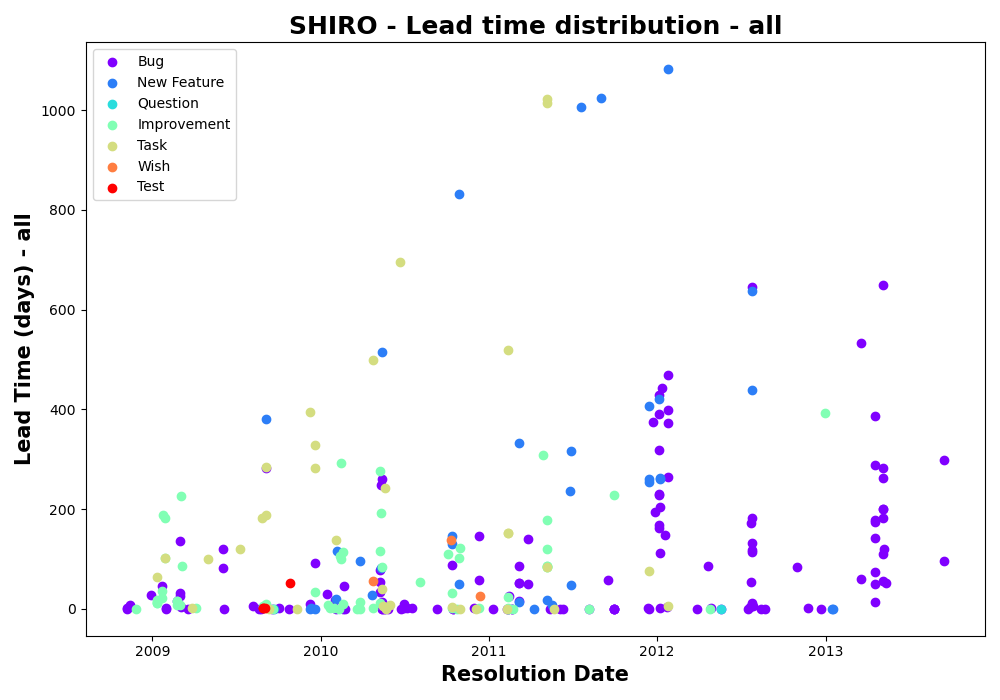 SHIRO - Lead time distribution - all
Bug
New Feature
Question
Improvement
Task
Wish
Test
Lead Time (days) - all
1000
800
600
400
200
0
2009 2010 2011 2012 2013
Resolution Date